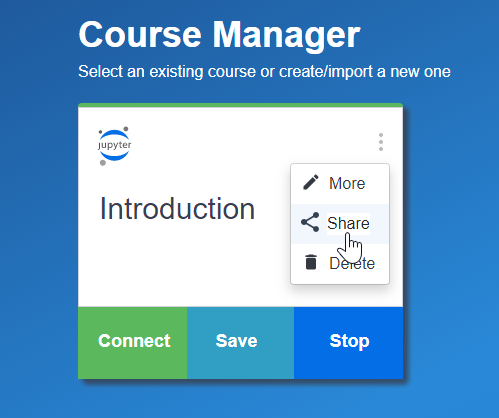 Course Manager
Select an existing course or create/import a new one
jupyter
More
Introduction
Share
Delete
Connect Save Stop